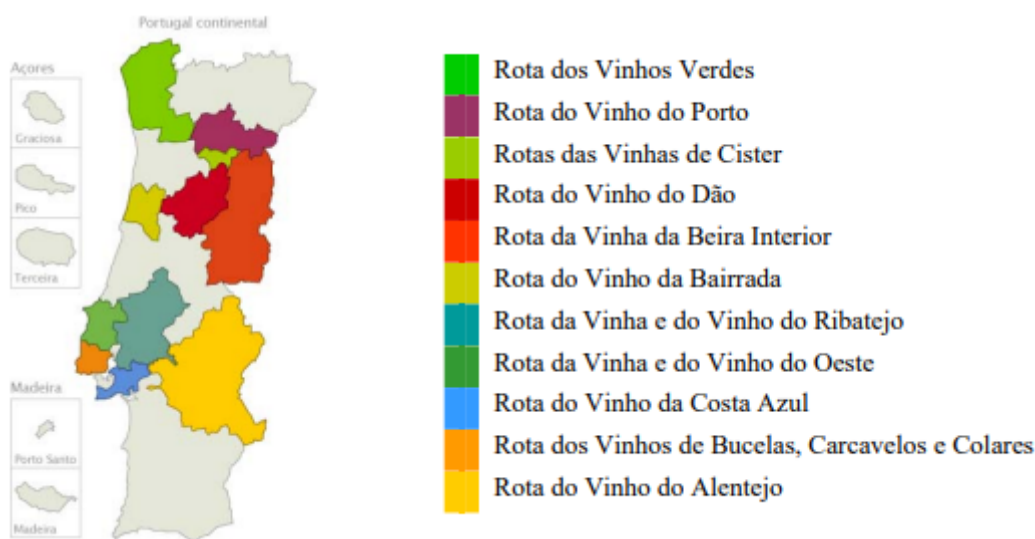 Portugal continental
Açores
Graciosa
Pico
Terceira
Madeira
Porto Santo
Madeira
Rota dos Vinhos Verdes
Rota do Vinho do Porto
Rotas das Vinhas de Cister
Rota do Vinho do Dão
Rota da Vinha da Beira Interior
Rota do Vinho da Bairrada
Rota da Vinha e do Vinho do Ribatejo
Rota da Vinha e do Vinho do Oeste
Rota do Vinho da Costa Azul
Rota dos Vinhos de Bucelas, Carcavelos e Colares
Rota do Vinho do Alentejo